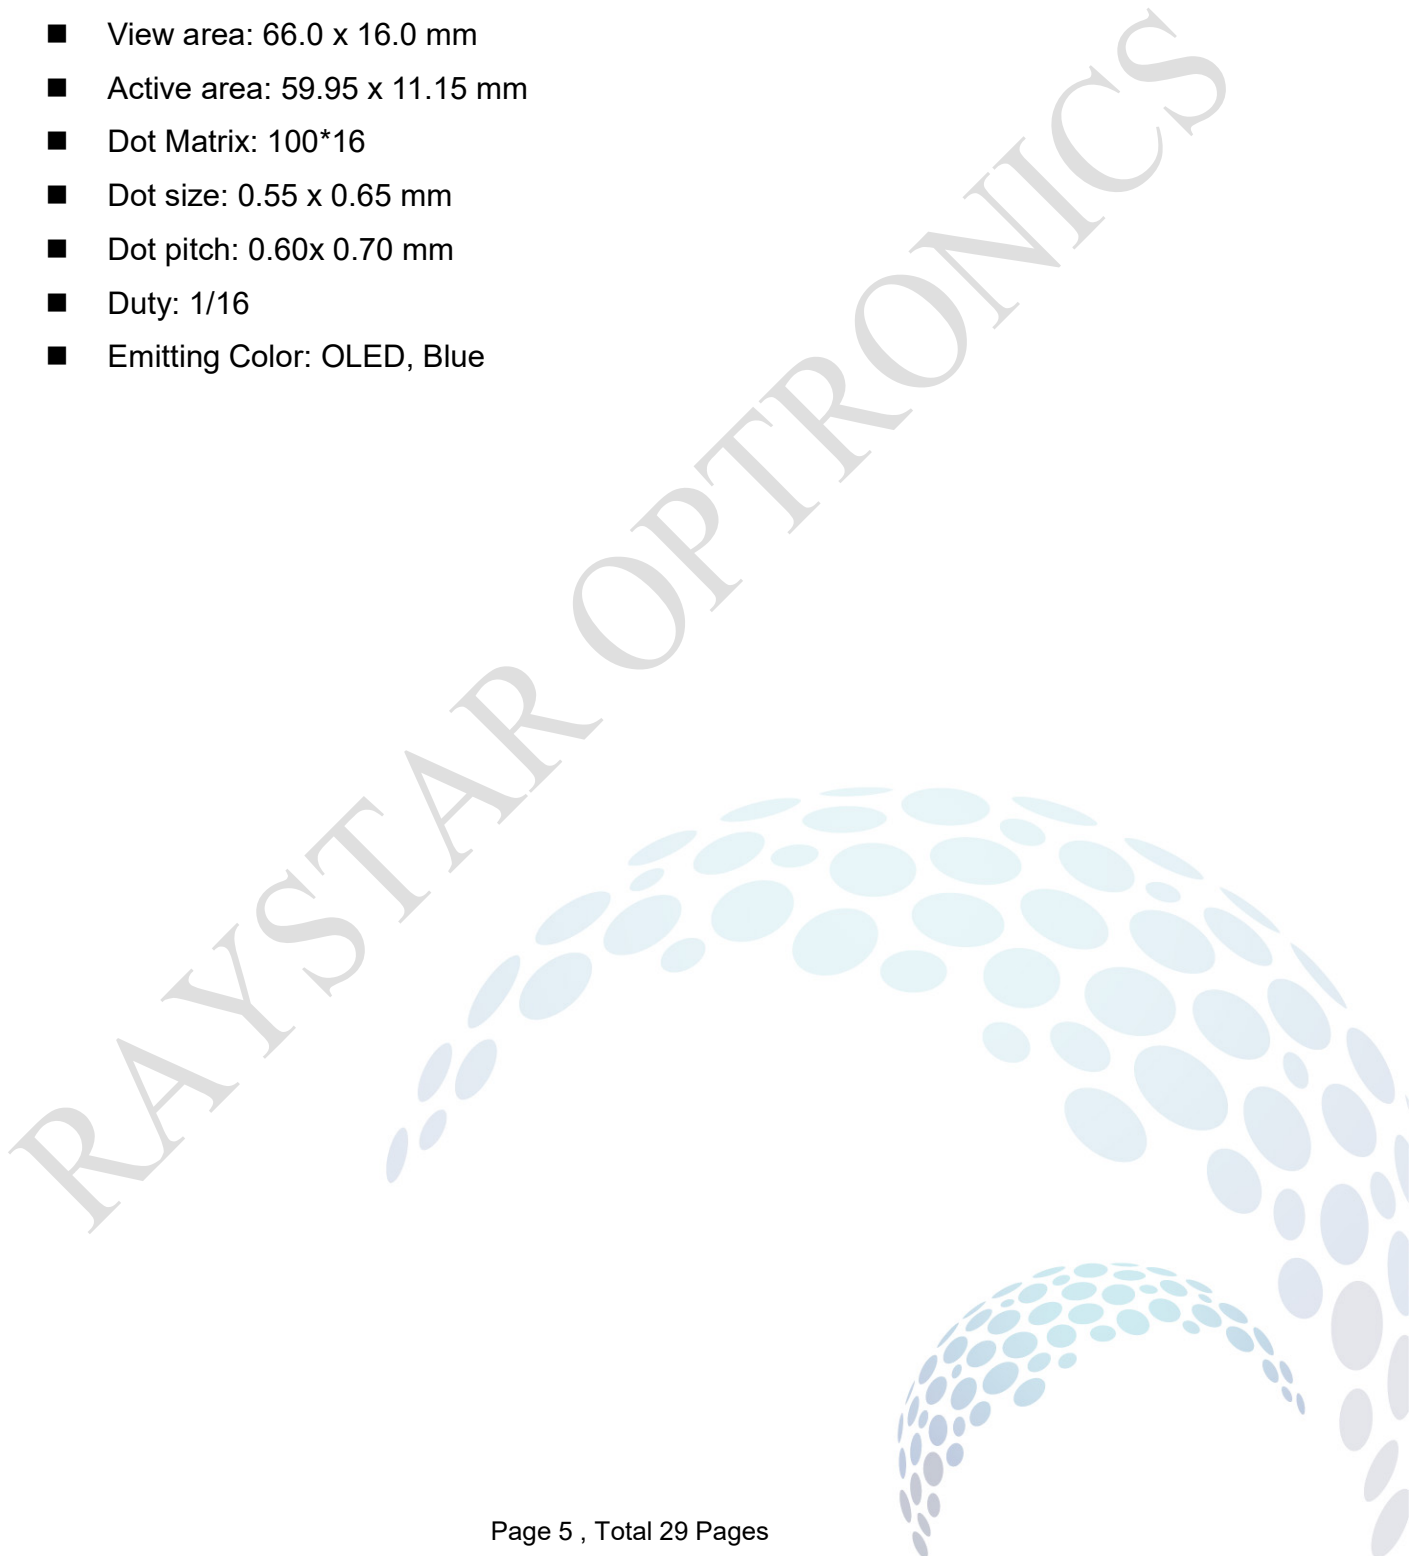 ■ View area: 66.0 x 16.0 mm
■ Active area: 59.95 x 11.15 mm
■ Dot Matrix: 100*16
■ Dot size: 0.55 x 0.65 mm
■ Dot pitch: 0.60x 0.70 mm
■ Duty: 1/16
■ Emitting Color: OLED, Blue
RAYSTAR OPTRONICS
Page 5 , Total 29 Pages